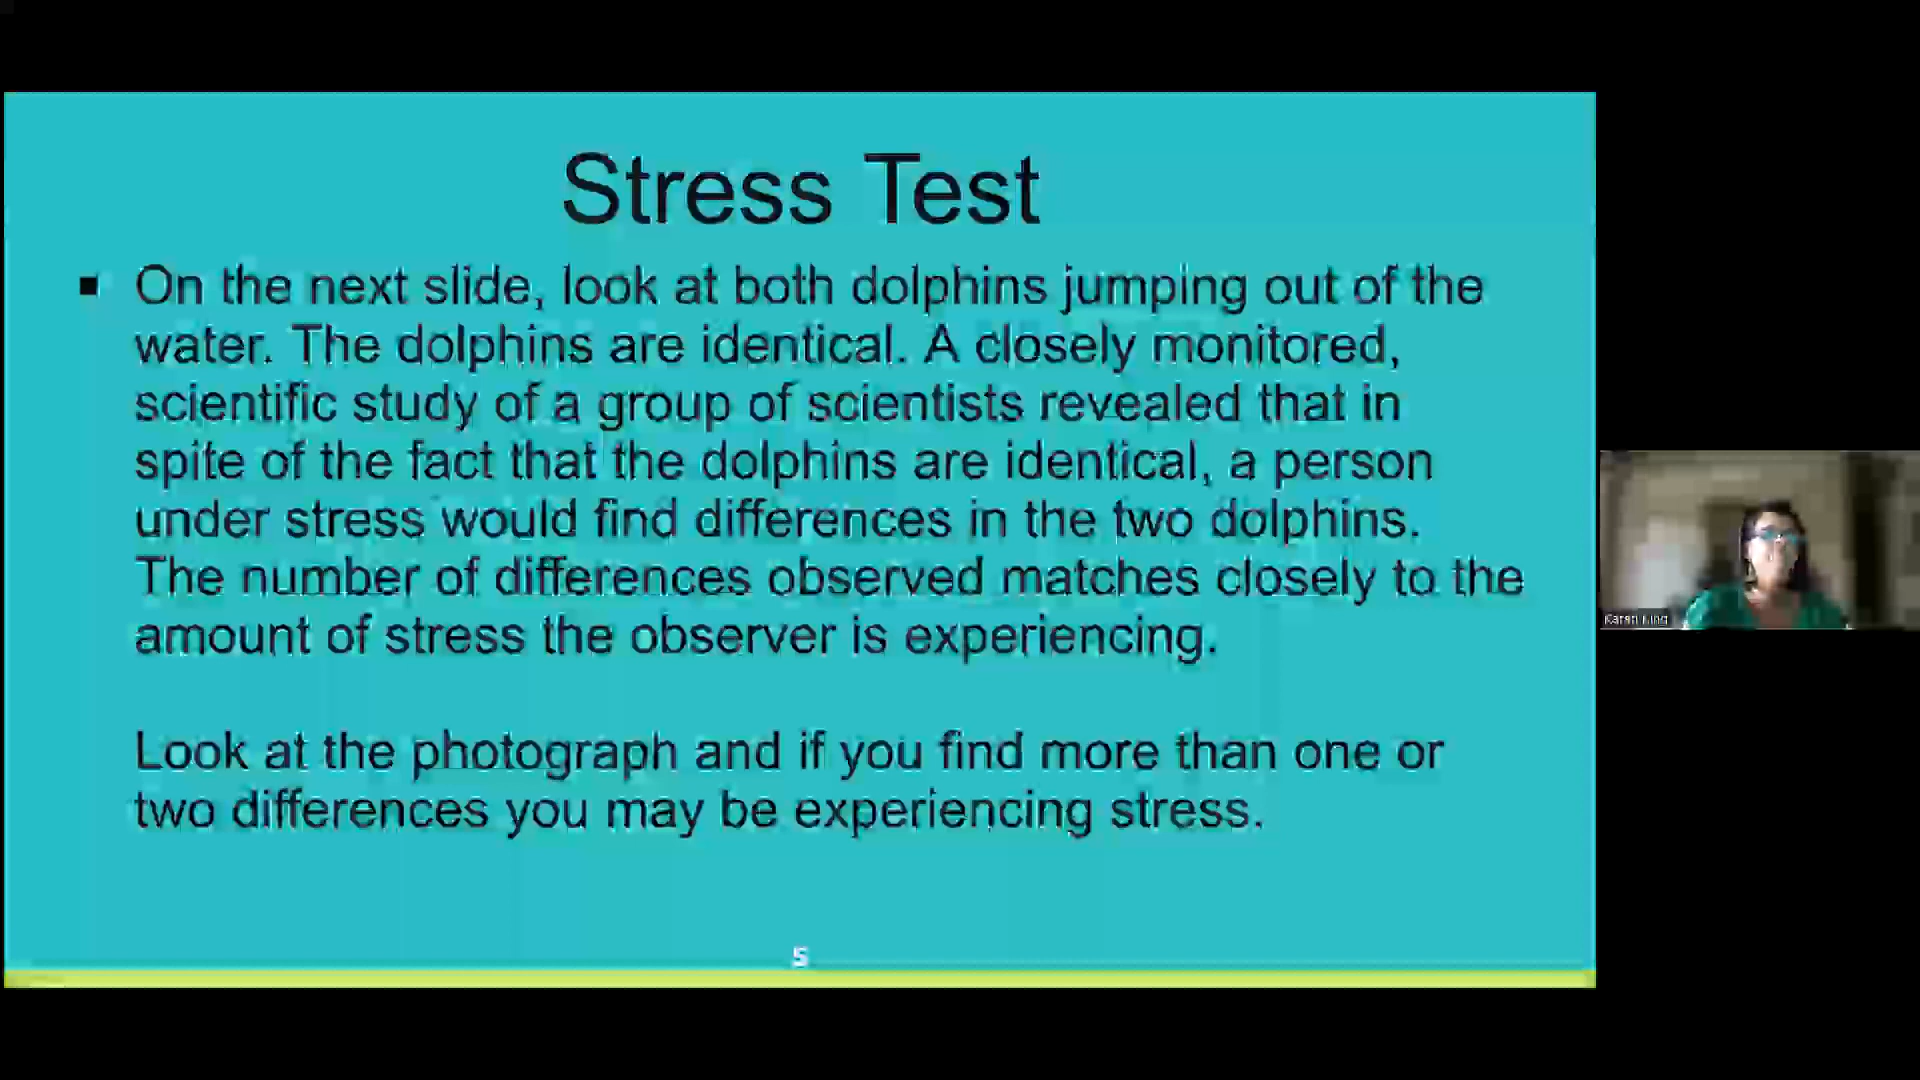 Stress Test
▪ On the next slide, look at both dolphins jumping out of the
water. The dolphins are identical. A closely monitored,
scientific study of a group of scientists revealed that in
spite of the fact that the dolphins are identical, a person
under stress would find differences in the two dolphins.
The number of differences observed matches closely to the
amount of stress the observer is experiencing.
Look at the photograph and if you find more than one or
two differences you may be experiencing stress.
5
Karen King